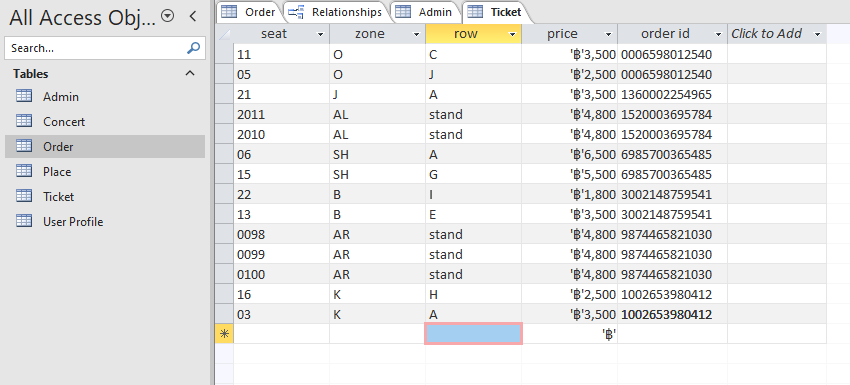 All Access Obj...
Search...
Tables
Admin
Concert
Order
Place
Ticket
User Profile
Order Relationships Admin Ticket
seat zone row price order id Click to Add
11 O C '฿'3,500 0006598012540
05 O J '฿'2,500 0006598012540
21 J A '฿'3,500 1360002254965
2011 AL stand '฿'4,800 1520003695784
2010 AL stand '฿'4,800 1520003695784
06 SH A '฿'6,500 6985700365485
15 SH G '฿'5,500 6985700365485
22 B I '฿'1,800 3002148759541
13 B E '฿'3,500 3002148759541
0098 AR stand '฿'4,800 9874465821030
0099 AR stand '฿'4,800 9874465821030
0100 AR stand '฿'4,800 9874465821030
16 K H '฿'2,500 1002653980412
03 K A '฿'3,500 1002653980412
'฿'